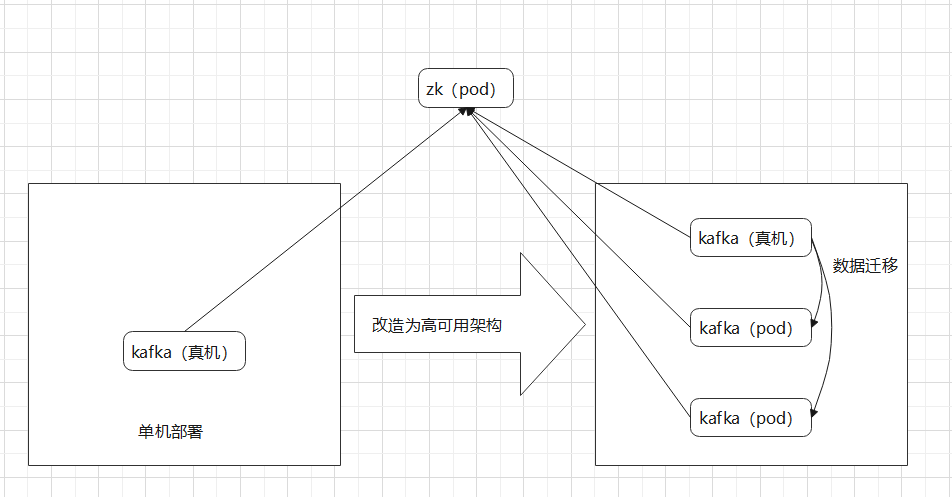 zk（pod）
kafka（真机）
单机部署
改造为高可用架构
kafka（真机）
数据迁移
kafka（pod）
kafka（pod）